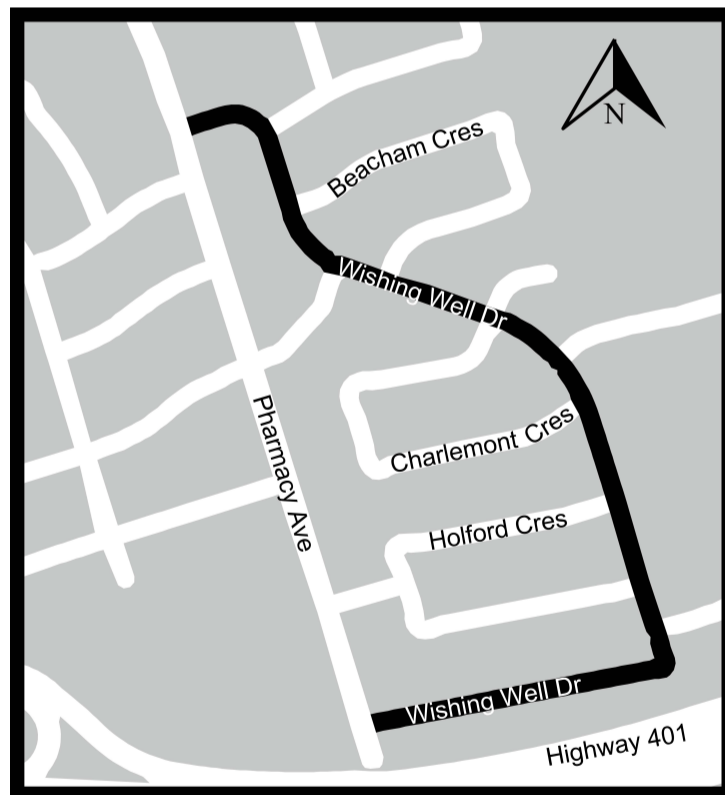 N
Beacham Cres
Wishing Well Dr
Pharmacy Ave
Charlemont Cres
Holford Cres
Wishing Well Dr
Highway 401